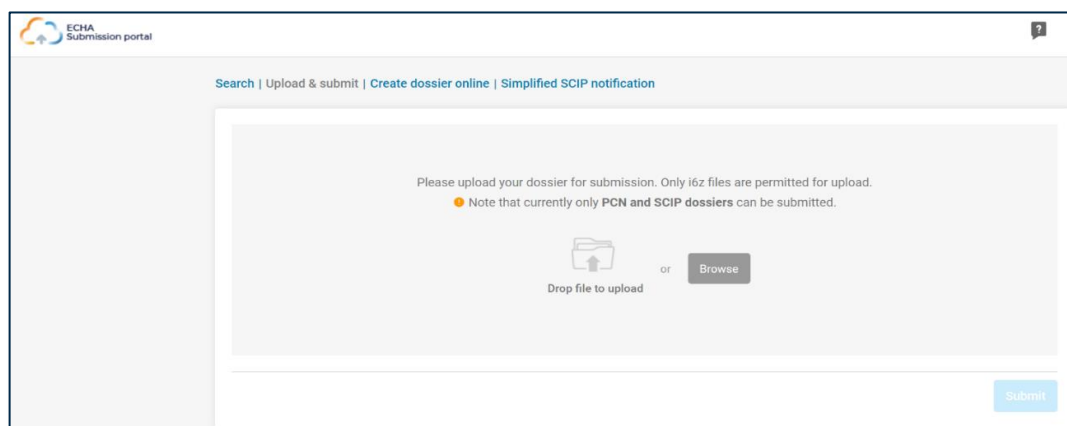 ECHA
Submission portal
?
Search | Upload & submit | Create dossier online | Simplified SCIP notification
Please upload your dossier for submission. Only i6z files are permitted for upload.
Note that currently only PCN and SCIP dossiers can be submitted.
or
Browse
Drop file to upload
Submit